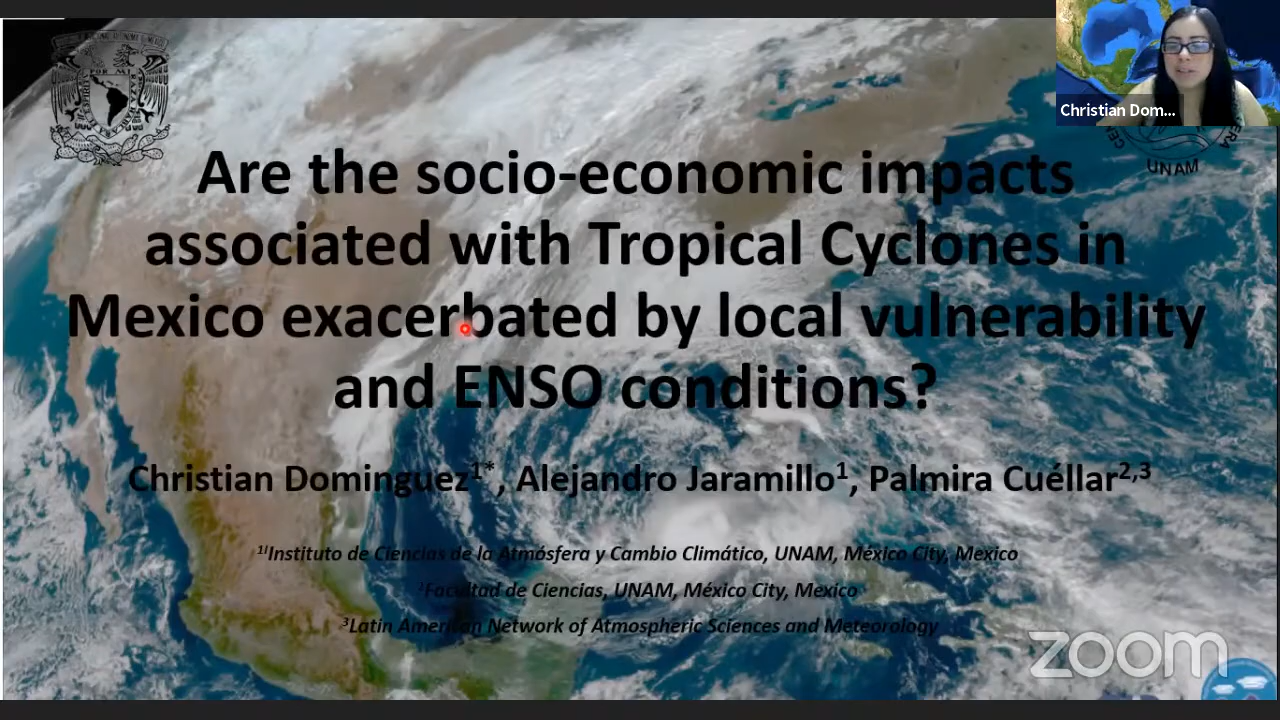 Christian Dom...
UNAM
Are the socio-economic impacts
associated with Tropical Cyclones in
Mexico exacerbated by local vulnerability
and ENSO conditions?
Christian Dominguez1*, Alejandro Jaramillo1, Palmira Cuéllar2,3
1IInstituto de Ciencias de la Atmósfera y Cambio Climático, UNAM, México City, Mexico
Facultad de Ciencias, UNAM, México City, Mexico
3Latin American Network of Atmospheric Sciences and Meteorology
zoom